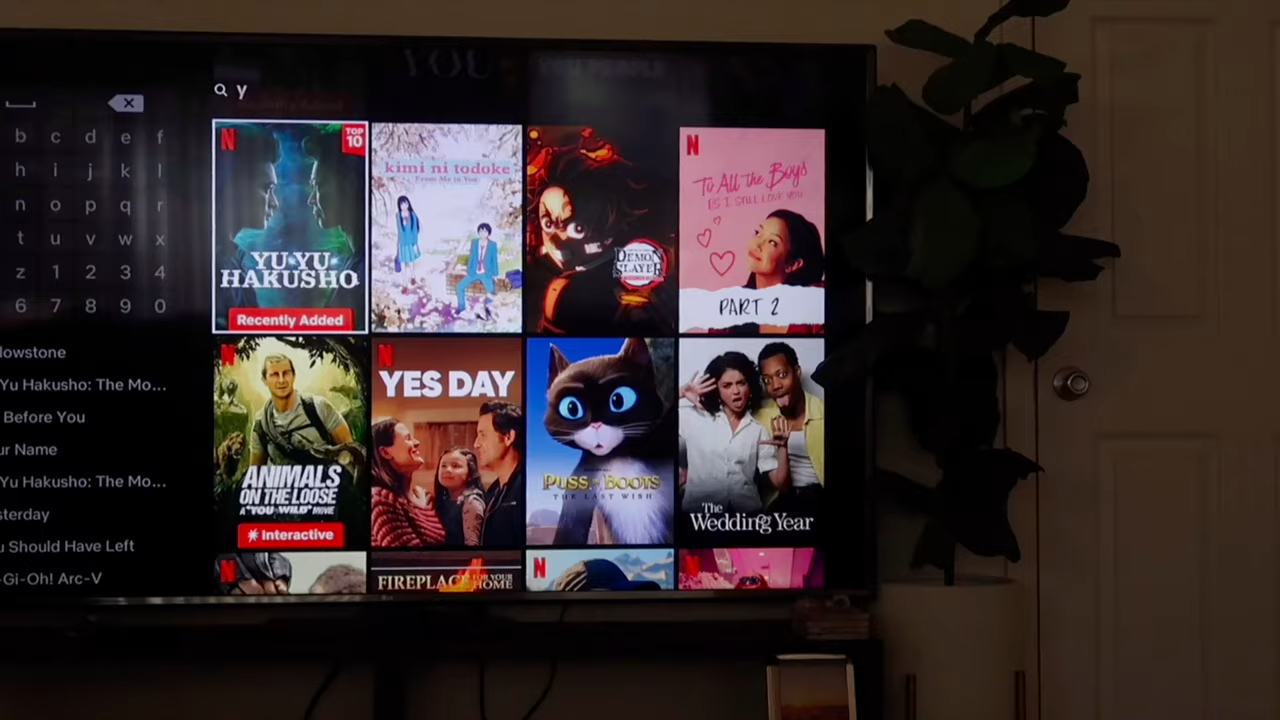 YOU
y
b c d e f
h i j k l
n o p q r
t u v w x
z 1 2 3 4
6 7 8 9 0
lowstone
Yu Hakusho: The Mo...
Before You
ur Name
Yu Hakusho: The Mo...
sterday
u Should Have Left
-Gi-Oh! Arc-V
N
TOP
10
YU YU
HAKUSHO
Recently Added
kimi ni todoke
From Me to You
DEMON
SLAYER
N
To All the Boys
P.S. I STILL LOVE YOU
PART 2
N
ANIMALS
ON THE LOOSE
A "YOU VS. WILD" MOVIE
Interactive
N
YES DAY
PUSS IN BOOTS
THE LAST WISH
The
Wedding Year
N
FIREPLACE FOR YOUR
HOME
N
N